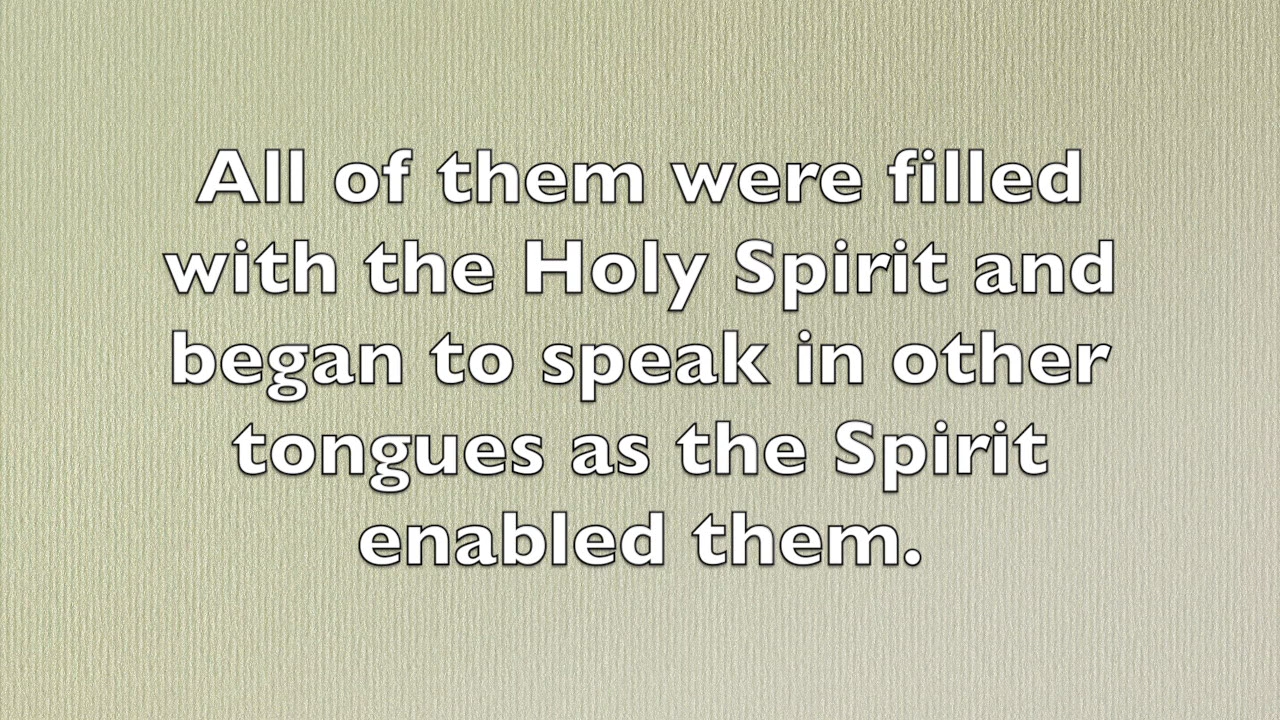 All of them were filled
with the Holy Spirit and
began to speak in other
tongues as the Spirit
enabled them.